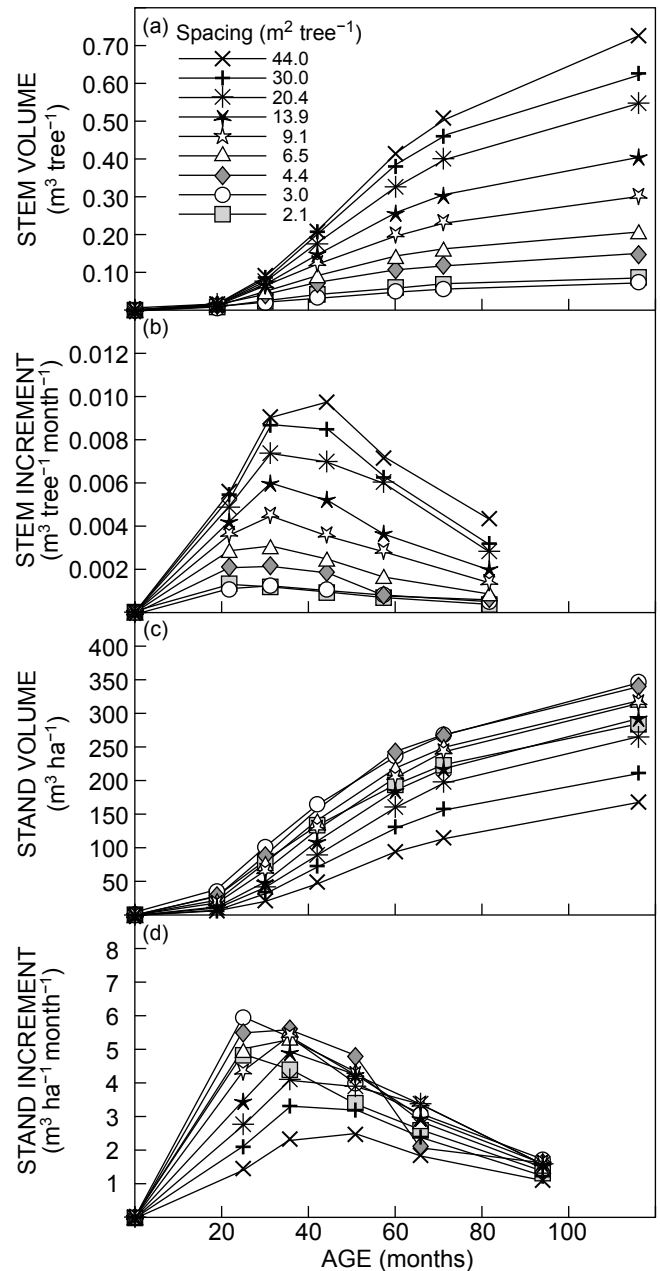 (a)
Spacing (m² tree⁻¹)
44.0
30.0
20.4
13.9
9.1
6.5
4.4
3.0
2.1
STEM VOLUME
(m³ tree⁻¹)
0.70
0.60
0.50
0.40
0.30
0.20
0.10
(b)
STEM INCREMENT
(m³ tree⁻¹ month⁻¹)
0.012
0.010
0.008
0.006
0.004
0.002
(c)
STAND VOLUME
(m³ ha⁻¹)
400
350
300
250
200
150
100
50
(d)
STAND INCREMENT
(m³ ha⁻¹ month⁻¹)
8
7
6
5
4
3
2
1
20 40 60 80 100
AGE (months)